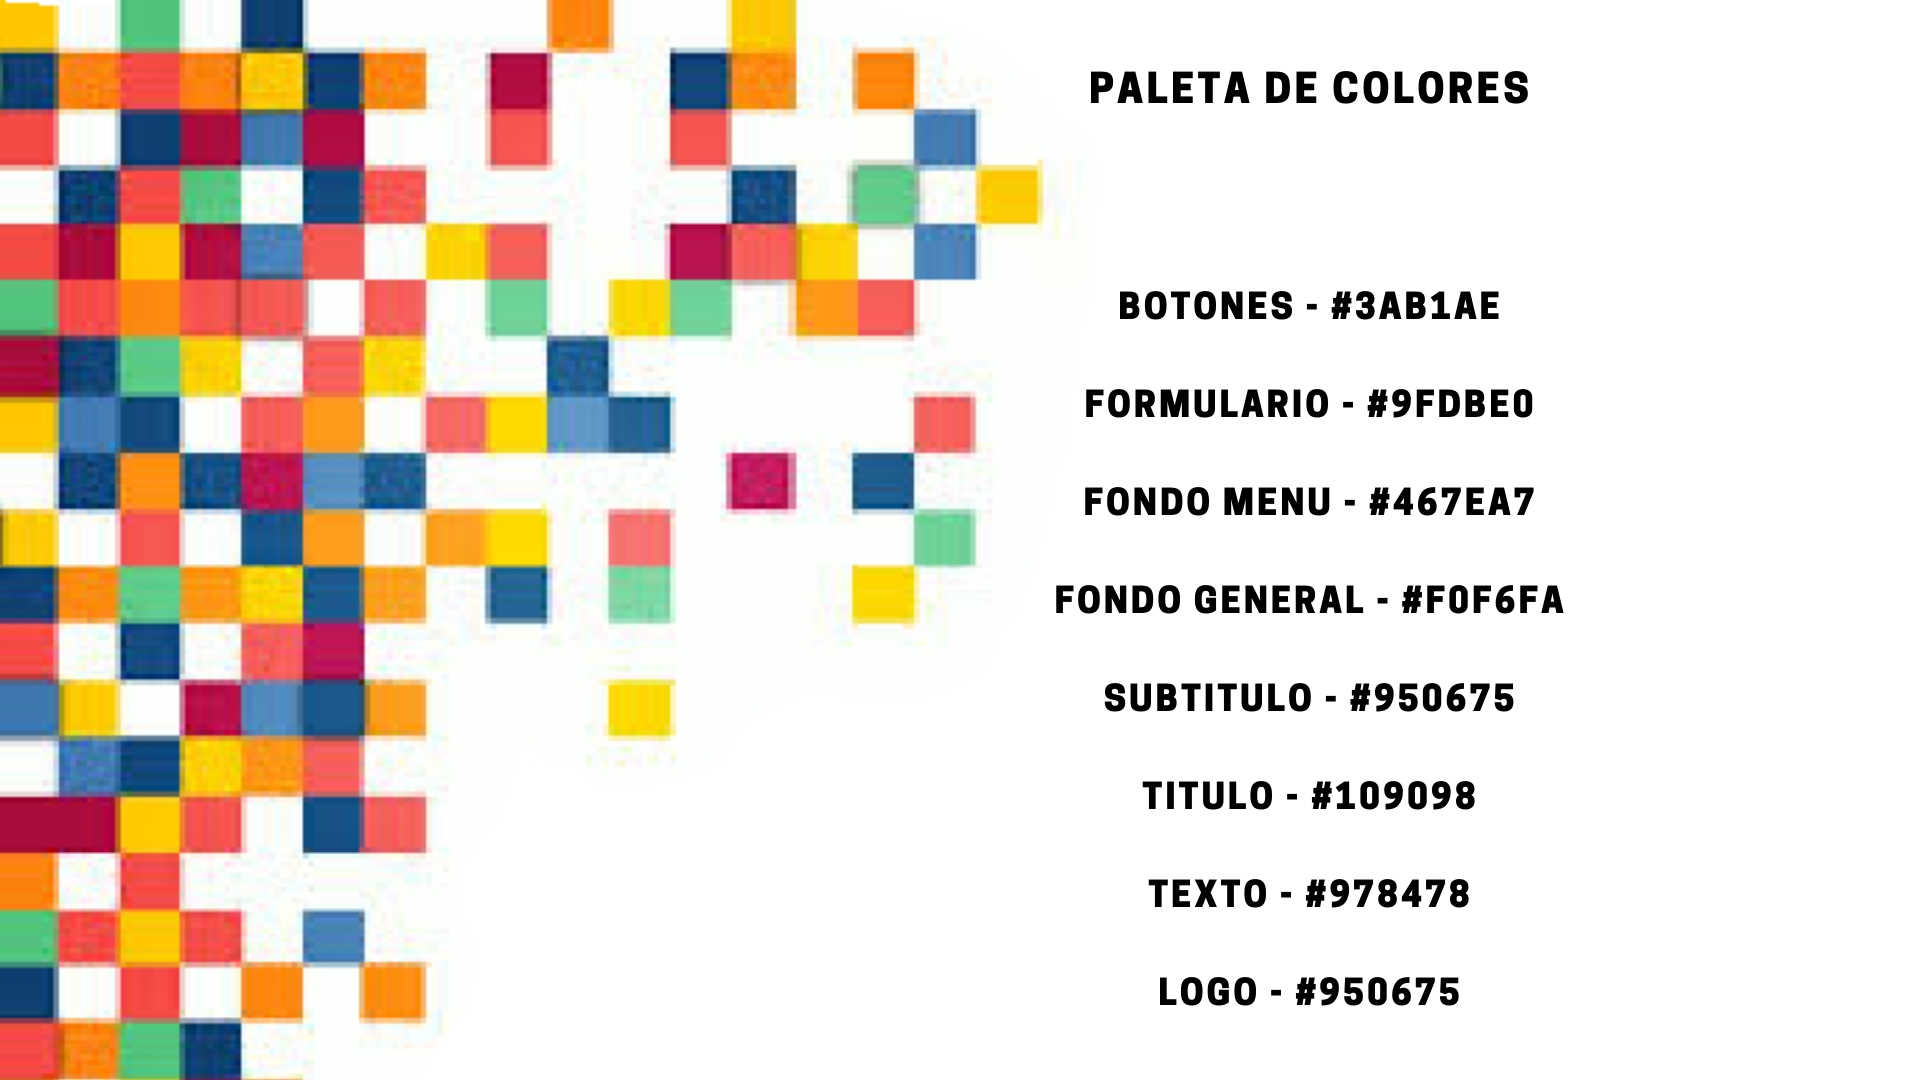 PALETA DE COLORES
BOTONES - #3AB1AE
FORMULARIO - #9FDBE0
FONDO MENU - #467EA7
FONDO GENERAL - #F0F6FA
SUBTITULO - #950675
TITULO - #109098
TEXTO - #978478
LOGO - #950675